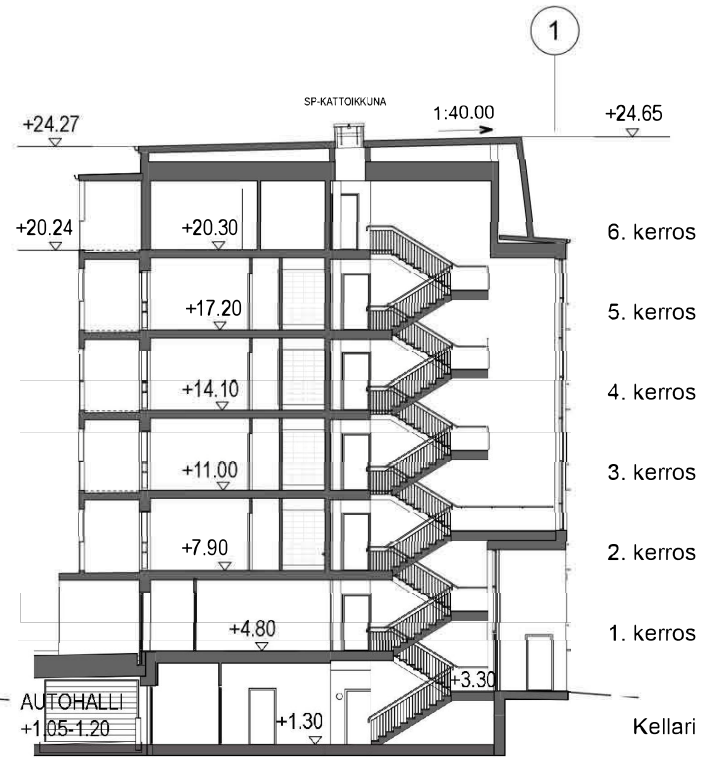 1
SP-KATTOIKKUNA
1:40.00
+24.27
+24.65
+20.24
+20.30
6. kerros
+17.20
5. kerros
+14.10
4. kerros
+11.00
3. kerros
+7.90
2. kerros
+4.80
1. kerros
+3.30
AUTOHALLI
+1.05-1.20
+1.30
Kellari